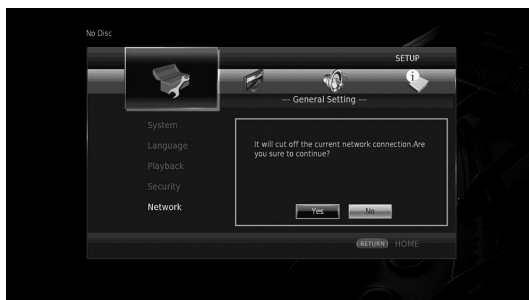 No Disc
SETUP
--- General Setting ---
System
Language
Playback
Security
Network
It will cut off the current network connection.Are
you sure to continue?
Yes No
RETURN HOME